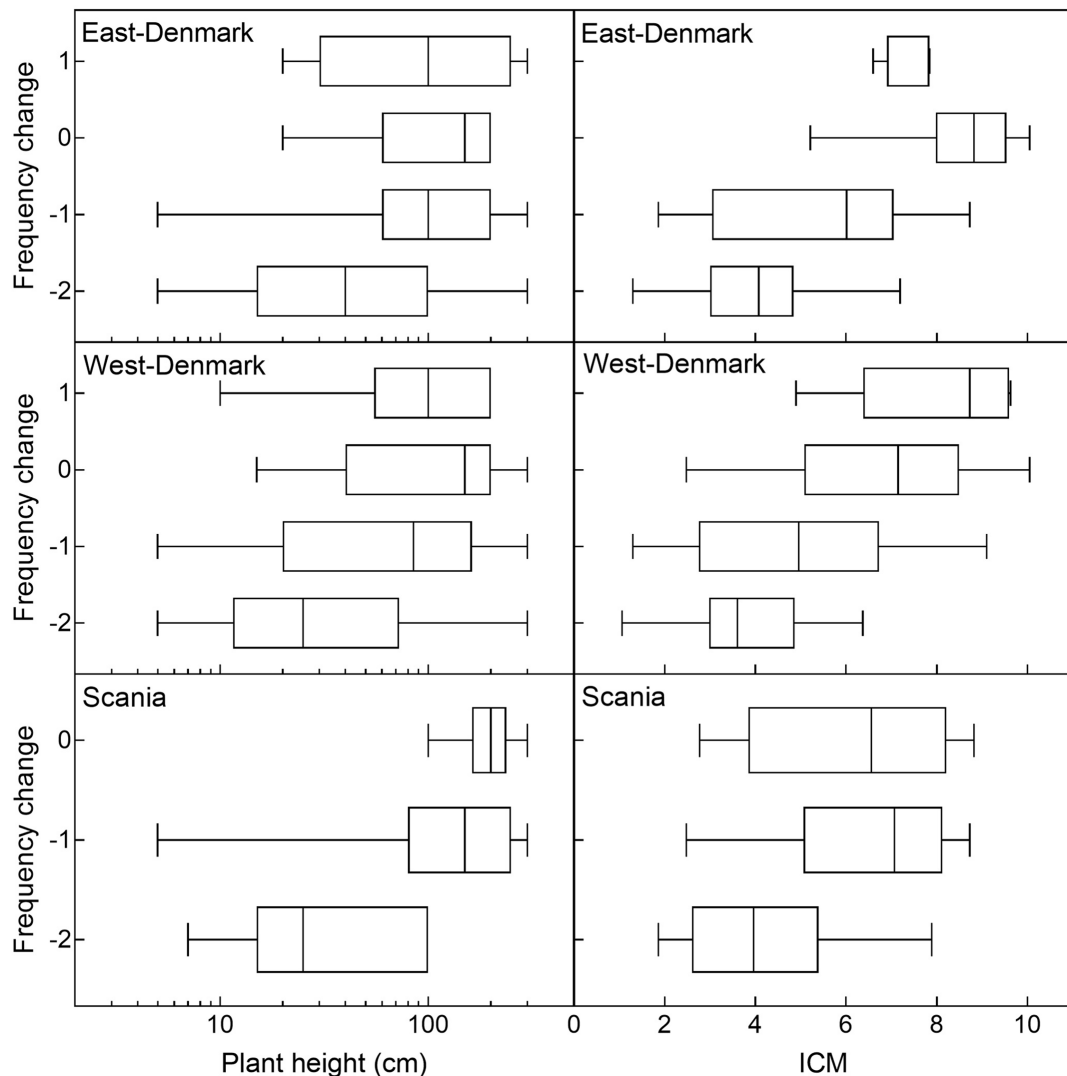 East-Denmark
East-Denmark
Frequency change
1
0
-1
-2
West-Denmark
West-Denmark
Frequency change
1
0
-1
-2
Scania
Scania
Frequency change
0
-1
-2
10
100
0
2
4
6
8
10
Plant height (cm)
ICM